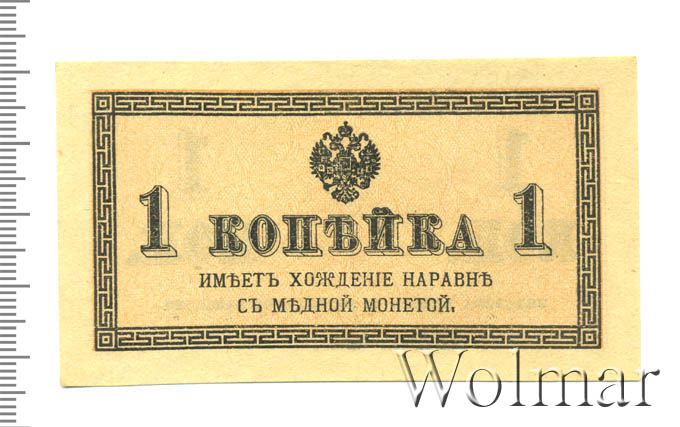 1 КОПѢЙКА 1
ИМѢЕТЪ ХОЖДЕНІЕ НАРАВНѢ
СЪ МѢДНОЙ МОНЕТОЙ.
Wolmar